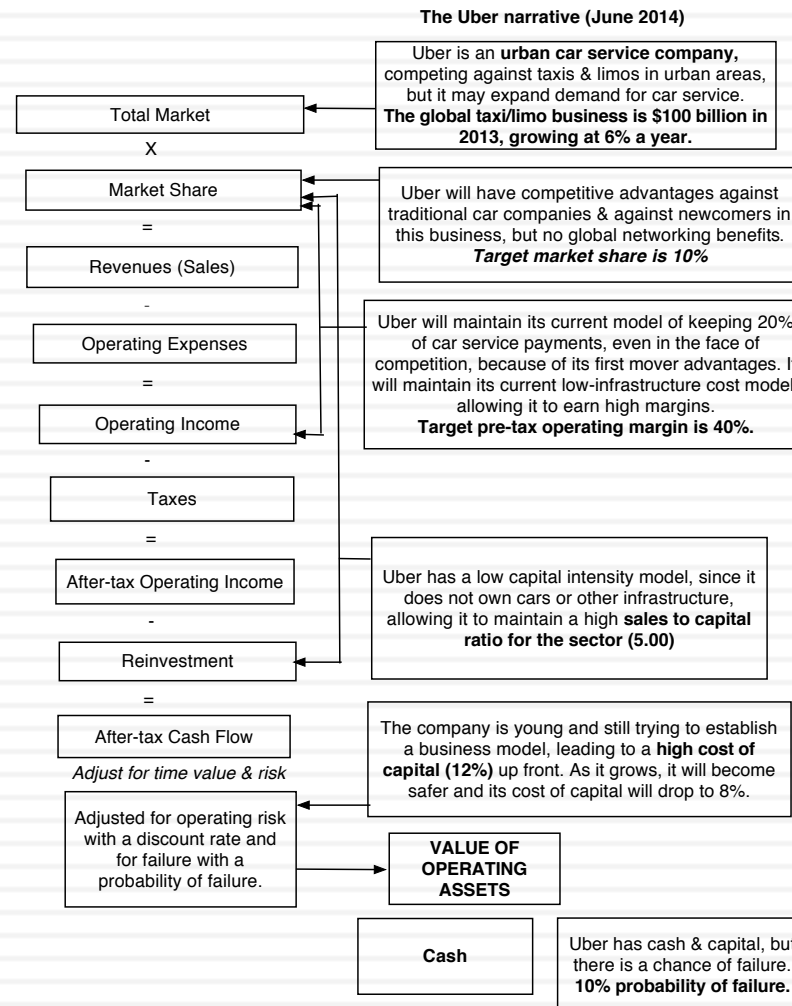 The Uber narrative (June 2014)
Uber is an urban car service company,
competing against taxis & limos in urban areas,
but it may expand demand for car service.
The global taxi/limo business is $100 billion in
2013, growing at 6% a year.
Total Market
X
Market Share
Uber will have competitive advantages against
traditional car companies & against newcomers in
this business, but no global networking benefits.
Target market share is 10%
=
Revenues (Sales)
-
Operating Expenses
Uber will maintain its current model of keeping 20%
of car service payments, even in the face of
competition, because of its first mover advantages.
will maintain its current low-infrastructure cost model
allowing it to earn high margins.
Target pre-tax operating margin is 40%.
=
Operating Income
-
Taxes
=
After-tax Operating Income
Uber has a low capital intensity model, since it
does not own cars or other infrastructure,
allowing it to maintain a high sales to capital
ratio for the sector (5.00)
-
Reinvestment
=
After-tax Cash Flow
The company is young and still trying to establish
a business model, leading to a high cost of
capital (12%) up front. As it grows, it will become
safer and its cost of capital will drop to 8%.
Adjust for time value & risk
Adjusted for operating risk
with a discount rate and
for failure with a
probability of failure.
VALUE OF
OPERATING
ASSETS
Cash
Uber has cash & capital, but
there is a chance of failure.
10% probability of failure.